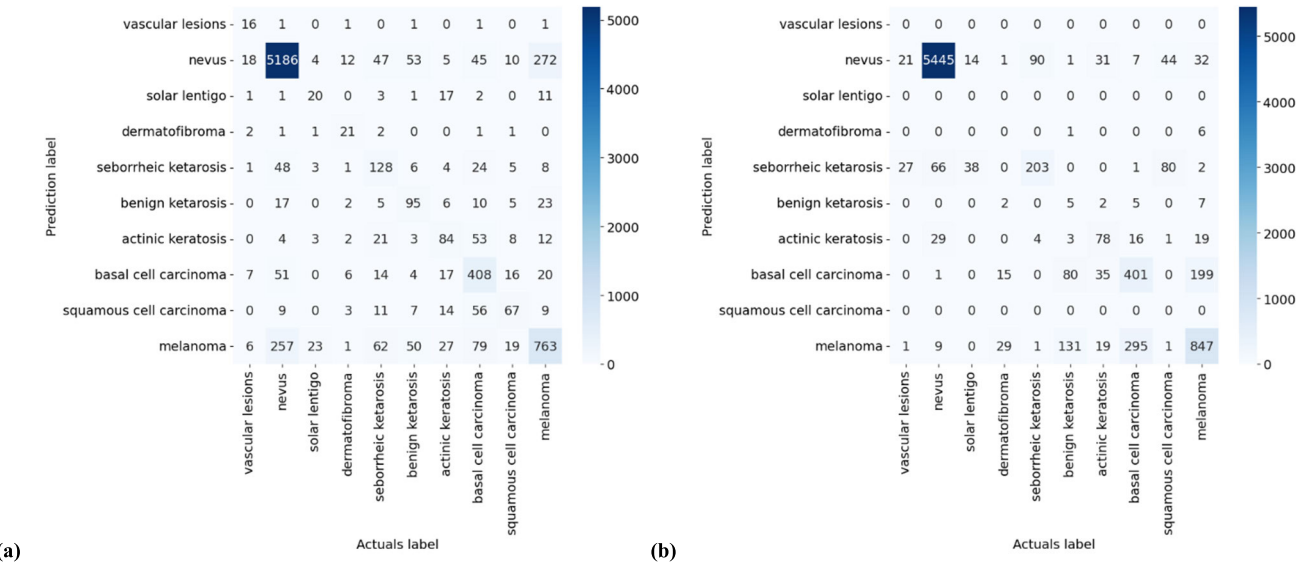 vascular lesions 16 1 0 1 0 1 0 1 0 1
nevus 18 5186 4 12 47 53 5 45 10 272
solar lentigo 1 1 20 0 3 1 17 2 0 11
dermatofibroma 2 1 1 21 2 0 0 1 1 0
seborrheic ketarosis 1 48 3 1 128 6 4 24 5 8
benign ketarosis 0 17 0 2 5 95 6 10 5 23
actinic keratosis 0 4 3 2 21 3 84 53 8 12
basal cell carcinoma 7 51 0 6 14 4 17 408 16 20
squamous cell carcinoma 0 9 0 3 11 7 14 56 67 9
melanoma 6 257 23 1 62 50 27 79 19 763
Prediction label
vascular lesions
nevus
solar lentigo
dermatofibroma
seborrheic ketarosis
benign ketarosis
actinic keratosis
basal cell carcinoma
squamous cell carcinoma
melanoma
Actuals label
5000
4000
3000
2000
1000
0
(a)
vascular lesions 0 0 0 0 0 0 0 0 0 0
nevus 21 5445 14 1 90 1 31 7 44 32
solar lentigo 0 0 0 0 0 0 0 0 0 0
dermatofibroma 0 0 0 0 0 1 0 0 0 6
seborrheic ketarosis 27 66 38 0 203 0 0 1 80 2
benign ketarosis 0 0 0 2 0 5 2 5 0 7
actinic keratosis 0 29 0 0 4 3 78 16 1 19
basal cell carcinoma 0 1 0 15 0 80 35 401 0 199
squamous cell carcinoma 0 0 0 0 0 0 0 0 0 0
melanoma 1 9 0 29 1 131 19 295 1 847
Prediction label
vascular lesions
nevus
solar lentigo
dermatofibroma
seborrheic ketarosis
benign ketarosis
actinic keratosis
basal cell carcinoma
squamous cell carcinoma
melanoma
Actuals label
5000
4000
3000
2000
1000
0
(b)